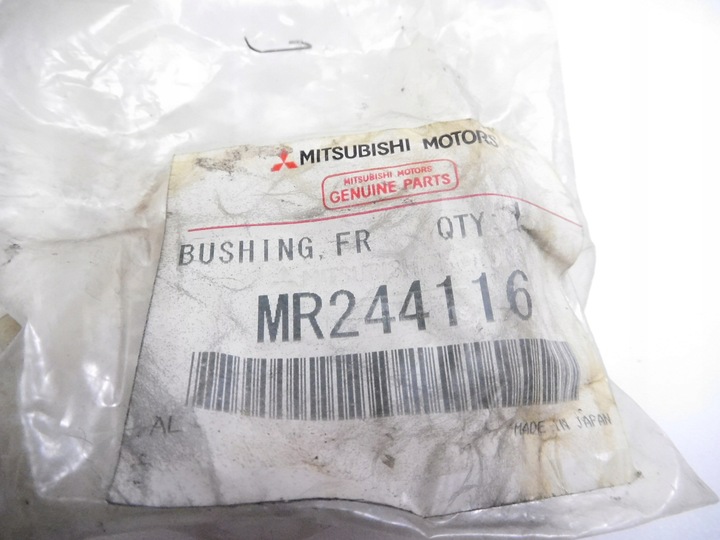 MITSUBISHI MOTORS
MITSUBISHI MOTORS
GENUINE PARTS
BUSHING, FR QTY
MR244116
AL
MADE IN JAPAN